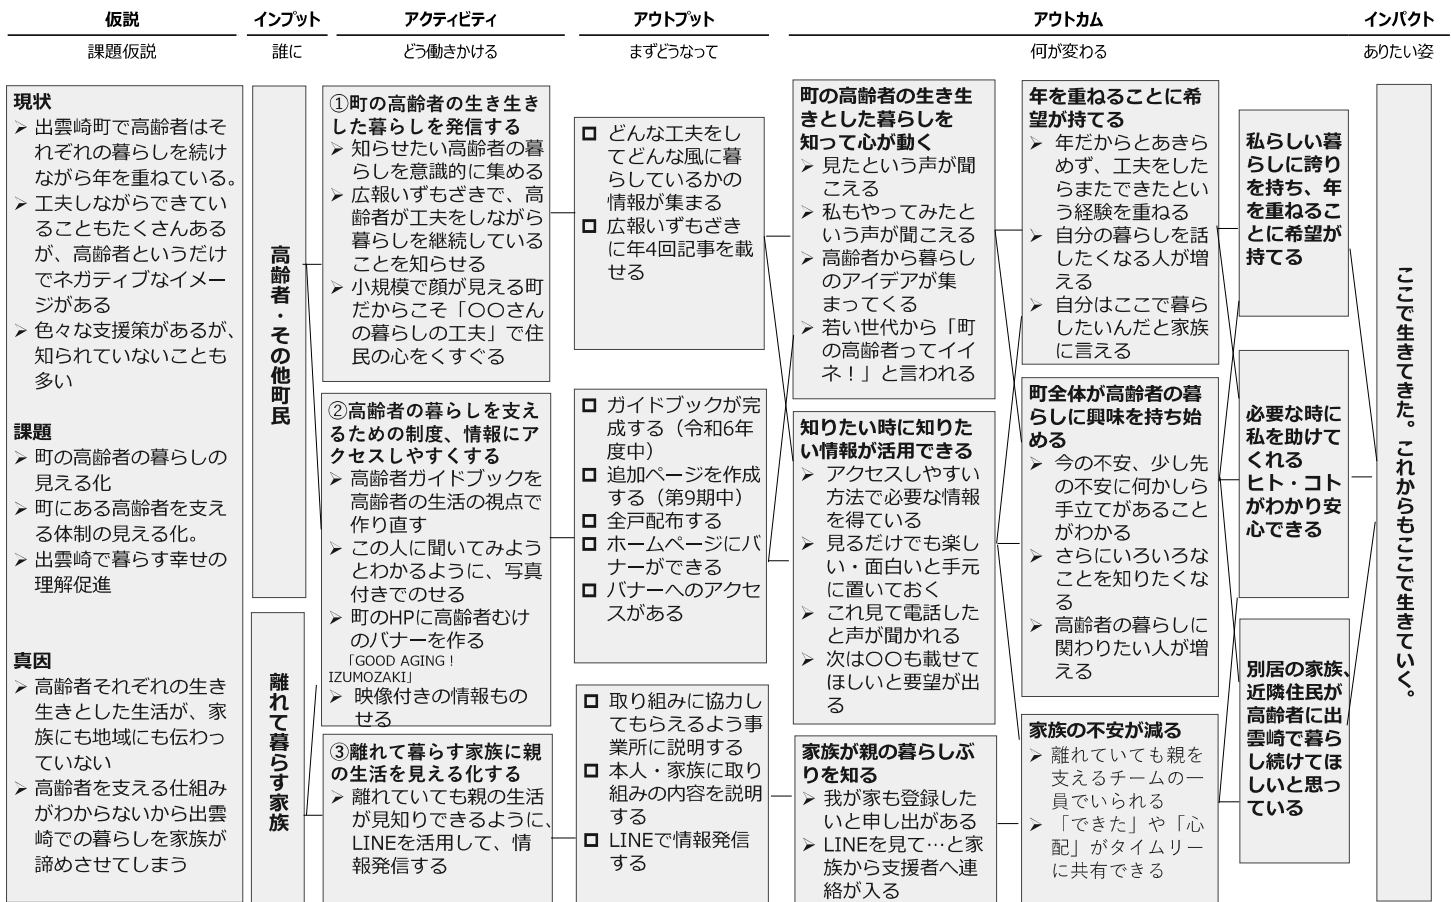 仮説
課題仮説
インプット
誰に
アクティビティ
どう働きかける
アウトプット
まずどうなって
アウトカム
何が変わる
インパクト
ありたい姿
現状
➢ 出雲崎町で高齢者はそ
れぞれの暮らしを続け
ながら年を重ねている。
➢ 工夫しながらできてい
ることもたくさんある
が、高齢者というだけ
でネガティブなイメー
ジがある
➢ 色々な支援策があるが、
知られていないことも
多い
課題
➢ 町の高齢者の暮らしの
見える化
➢ 町にある高齢者を支え
る体制の見える化。
➢ 出雲崎で暮らす幸せの
理解促進
真因
➢ 高齢者それぞれの生き
生きとした生活が、家
族にも地域にも伝わっ
ていない
➢ 高齢者を支える仕組み
がわからないから出雲
崎での暮らしを家族が
諦めさせてしまう
高齢者・その他町民
離れて暮らす家族
①町の高齢者の生き生き
した暮らしを発信する
➢ 知らせたい高齢者の暮
らしを意識的に集める
➢ 広報いずもざきで、高
齢者が工夫をしながら
暮らしを継続している
ことを知らせる
➢ 小規模で顔が見える町
だからこそ「〇〇さん
の暮らしの工夫」で住
民の心をくすぐる
②高齢者の暮らしを支え
るための制度、情報にア
クセスしやすくする
➢ 高齢者ガイドブックを
高齢者の生活の視点で
作り直す
➢ この人に聞いてみよう
とわかるように、写真
付きでのせる
➢ 町のHPに高齢者むけ
のバナーを作る
「GOOD AGING！
IZUMOZAKI」
➢ 映像付きの情報もの
せる
③離れて暮らす家族に親
の生活を見える化する
➢ 離れていても親の生活
が見知りできるように、
LINEを活用して、情
報発信する
□ どんな工夫をし
てどんな風に暮
らしているかの
情報が集まる
□ 広報いずもざき
に年4回記事を載
せる
□ ガイドブックが完
成する（令和6年
度中）
□ 追加ページを作成
する（第9期中）
□ 全戸配布する
□ ホームページにバ
ナーができる
□ バナーへのアクセ
スがある
□ 取り組みに協力し
てもらえるよう事
業所に説明する
□ 本人・家族に取り
組みの内容を説明
する
□ LINEで情報発信
する
町の高齢者の生き生
きとした暮らしを
知って心が動く
➢ 見たという声が聞
こえる
➢ 私もやってみたと
いう声が聞こえる
➢ 高齢者から暮らし
のアイデアが集
まってくる
➢ 若い世代から「町
の高齢者ってイイ
ネ！」と言われる
知りたい時に知りた
い情報が活用できる
➢ アクセスしやすい
方法で必要な情報
を得ている
➢ 見るだけでも楽し
い・面白いと手元
に置いておく
➢ これ見て電話した
と声が聞かれる
➢ 次は〇〇も載せて
ほしいと要望が出
る
家族が親の暮らしぶ
りを知る
➢ 我が家も登録した
いと申し出がある
➢ LINEを見て…と家
族から支援者へ連
絡が入る
年を重ねることに希
望が持てる
➢ 年だからとあきら
めず、工夫をした
らまたできたとい
う経験を重ねる
➢ 自分の暮らしを話
したくなる人が増
える
➢ 自分はここで暮ら
したいんだと家族
に言える
町全体が高齢者の暮
らしに興味を持ち始
める
➢ 今の不安、少し先
の不安に何かしら
手立てがあること
がわかる
➢ さらにいろいろな
ことを知りたくな
る
➢ 高齢者の暮らしに
関わりたい人が増
える
家族の不安が減る
➢ 離れていても親を
支えるチームの一
員でいられる
➢ 「できた」や「心
配」がタイムリー
に共有できる
私らしい暮
らしに誇り
を持ち、年
を重ねるこ
とに希望が
持てる
必要な時に
私を助けて
くれる
ヒト・コト
がわかり安
心できる
別居の家族、
近隣住民が
高齢者に出
雲崎で暮ら
し続けてほ
しいと思っ
ている
ここで生きてきた。これからもここで生きていく。